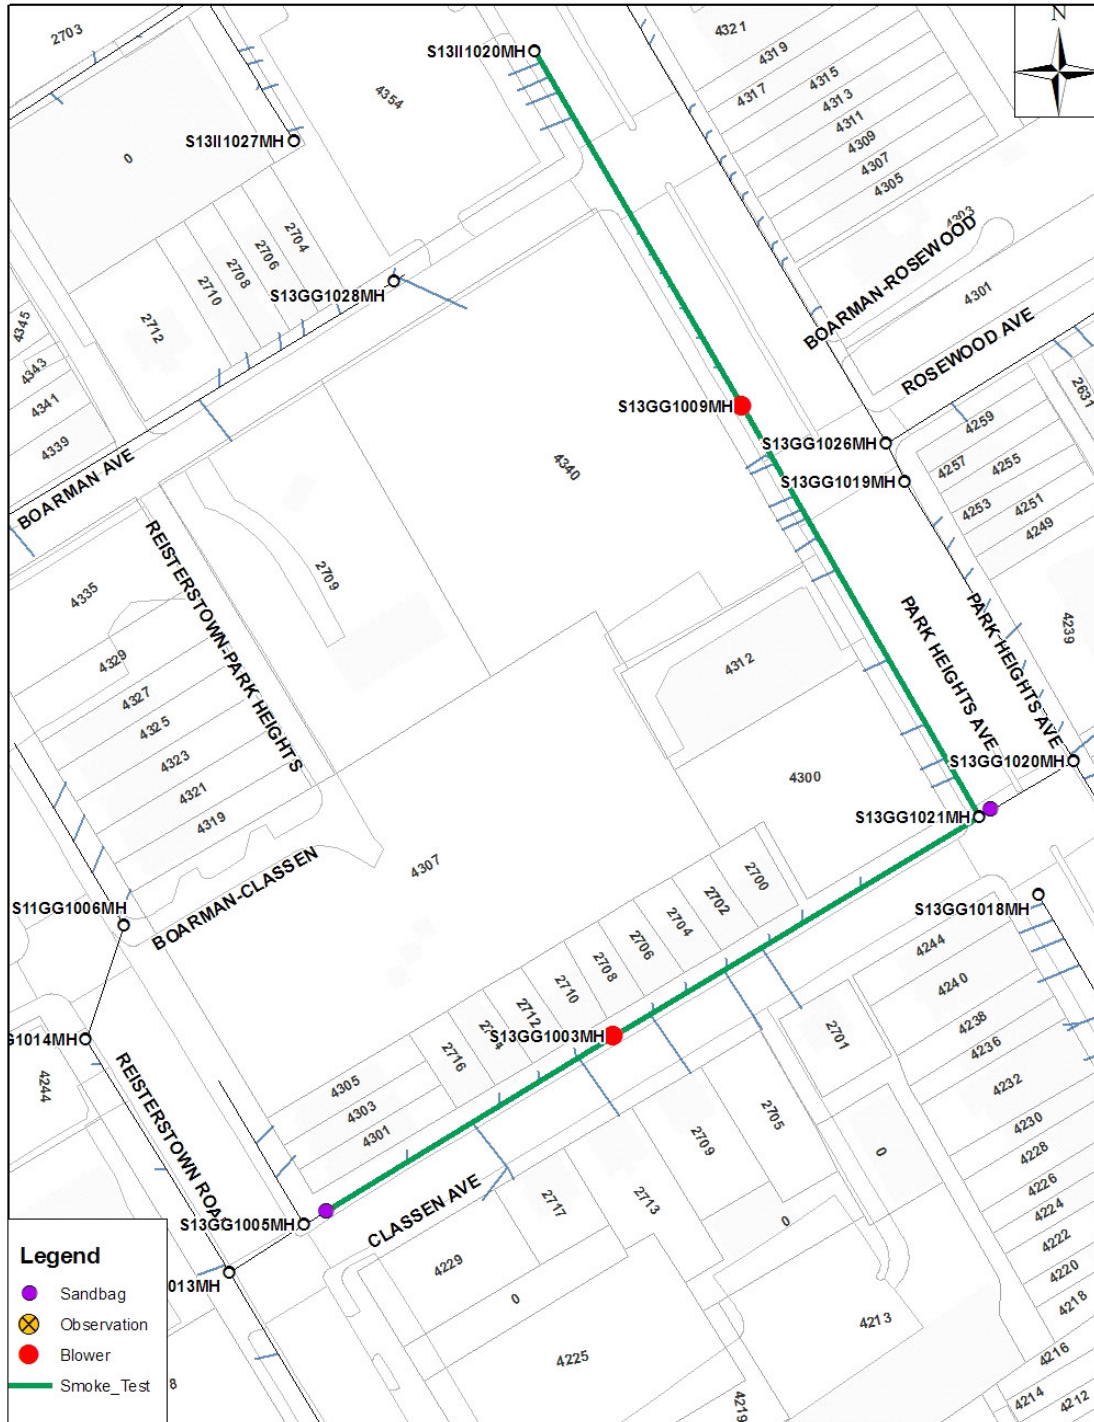 N
2703
S13II1020MH
4321
4319
4315
4317
4313
4311
4309
4307
4305
4303
4354
S13II1027MH
0
2704
2706
2708
2710
2712
S13GG1028MH
BOARMAN-ROSEWOOD
4301
ROSEWOOD AVE
4345
4343
4341
4339
BOARMAN AVE
S13GG1009MH
S13GG1026MH
S13GG1019MH
2631
4259
4257
4255
4253
4251
4249
4340
REISTERSTOWN-PARK HEIGHTS
2709
4335
4329
4327
4325
4323
4321
4319
4312
PARK HEIGHTS AVE
PARK HEIGHTS AVE
4239
S13GG1020MH
4300
S13GG1021MH
4307
BOARMAN-CLASSEN
S11GG1006MH
2700
2702
2704
2706
2708
2710
2712
2716
S13GG1003MH
S13GG1018MH
4244
4240
4238
4236
4232
4230
4228
4226
4224
4222
4220
4218
4216
4214
4212
2701
2705
2709
2713
2717
0
0
G1014MH
4244
REISTERSTOWN ROAD
4305
4303
4301
S13GG1005MH
CLASSEN AVE
013MH
4229
0
4225
4213
4219
8
Legend
Sandbag
Observation
Blower
Smoke_Test